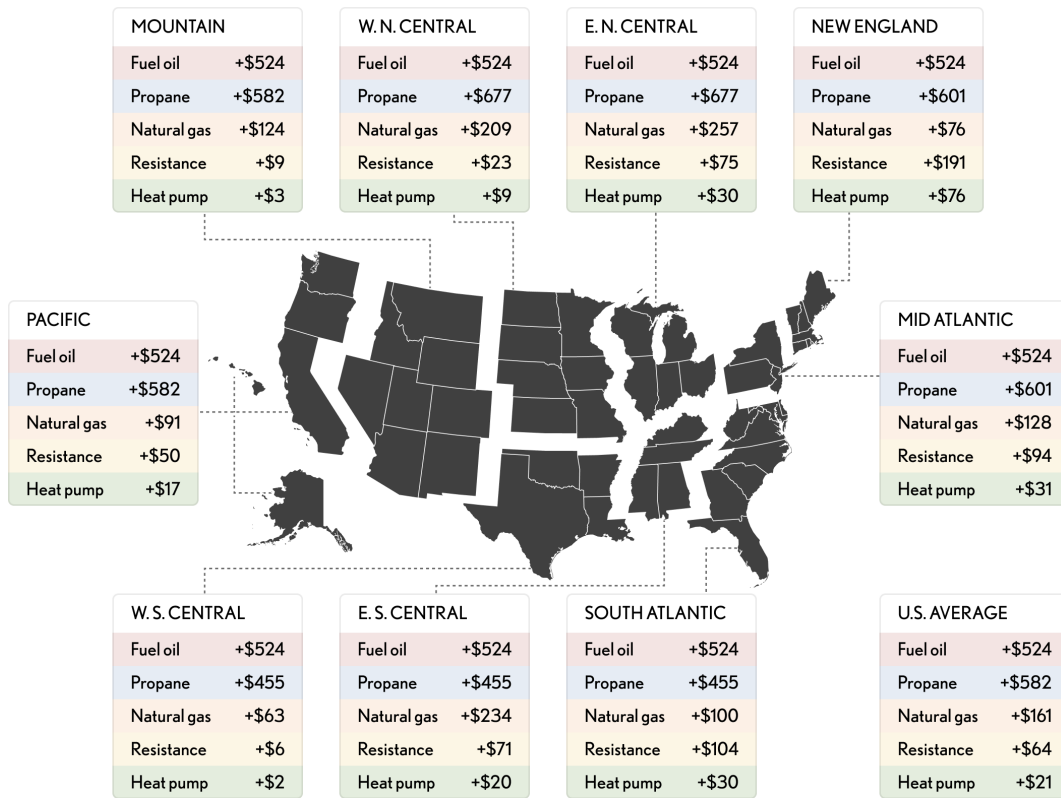 MOUNTAIN
Fuel oil +$524
Propane +$582
Natural gas +$124
Resistance +$9
Heat pump +$3
W. N. CENTRAL
Fuel oil +$524
Propane +$677
Natural gas +$209
Resistance +$23
Heat pump +$9
E. N. CENTRAL
Fuel oil +$524
Propane +$677
Natural gas +$257
Resistance +$75
Heat pump +$30
NEW ENGLAND
Fuel oil +$524
Propane +$601
Natural gas +$76
Resistance +$191
Heat pump +$76
PACIFIC
Fuel oil +$524
Propane +$582
Natural gas +$91
Resistance +$50
Heat pump +$17
MID ATLANTIC
Fuel oil +$524
Propane +$601
Natural gas +$128
Resistance +$94
Heat pump +$31
W. S. CENTRAL
Fuel oil +$524
Propane +$455
Natural gas +$63
Resistance +$6
Heat pump +$2
E. S. CENTRAL
Fuel oil +$524
Propane +$455
Natural gas +$234
Resistance +$71
Heat pump +$20
SOUTH ATLANTIC
Fuel oil +$524
Propane +$455
Natural gas +$100
Resistance +$104
Heat pump +$30
U.S. AVERAGE
Fuel oil +$524
Propane +$582
Natural gas +$161
Resistance +$64
Heat pump +$21